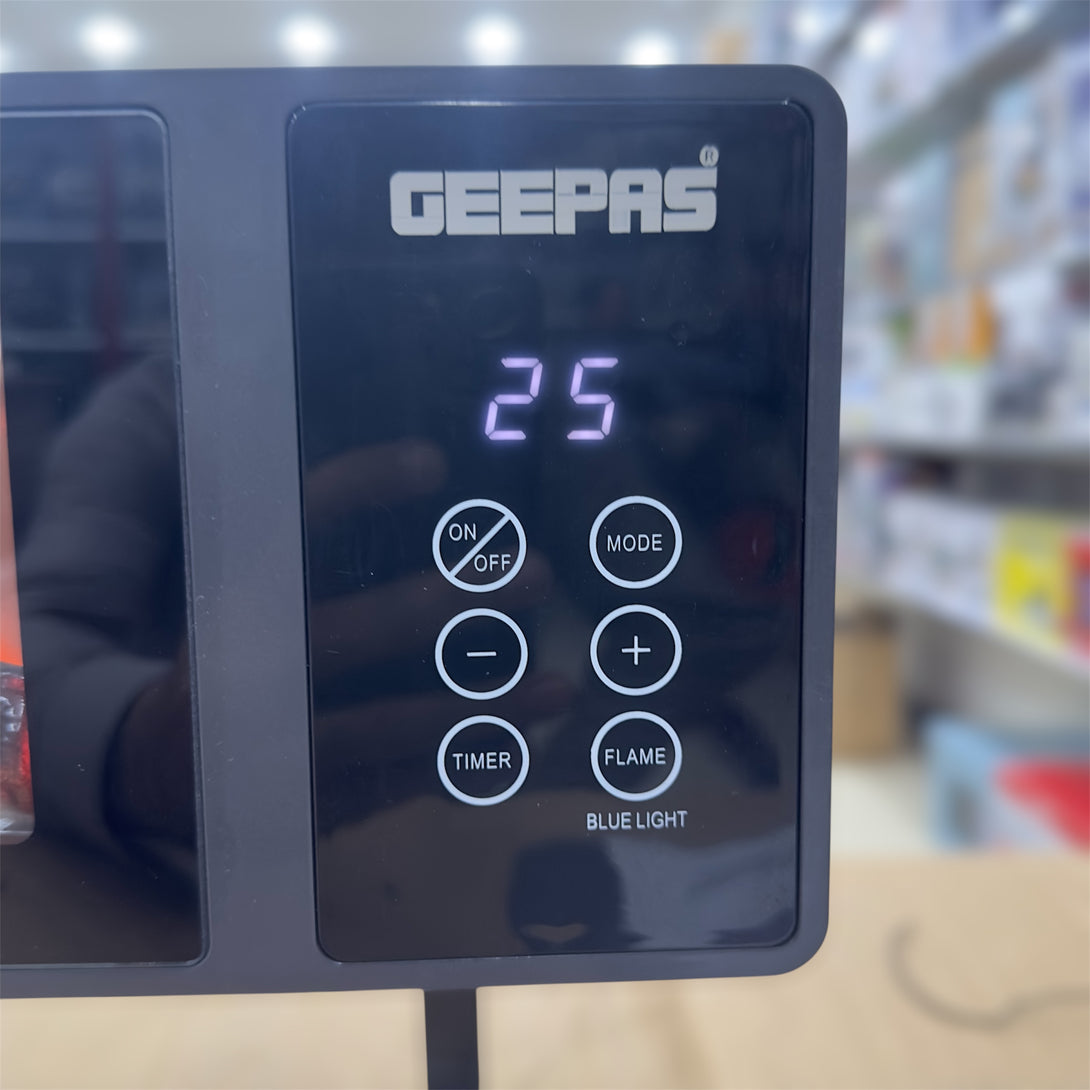 GEEPAS®
25
ON/OFF
MODE
−
+
TIMER
FLAME
BLUE LIGHT